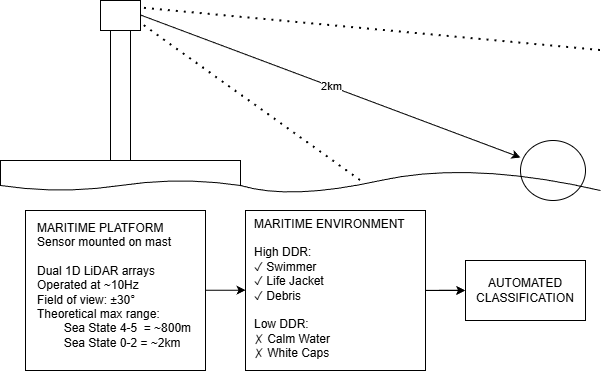 2km
MARITIME PLATFORM
Sensor mounted on mast
Dual 1D LiDAR arrays
Operated at ~10Hz
Field of view: ±30°
Theoretical max range:
Sea State 4-5 = ~800m
Sea State 0-2 = ~2km
MARITIME ENVIRONMENT
High DDR:
✓ Swimmer
✓ Life Jacket
✓ Debris
Low DDR:
✗ Calm Water
✗ White Caps
AUTOMATED
CLASSIFICATION